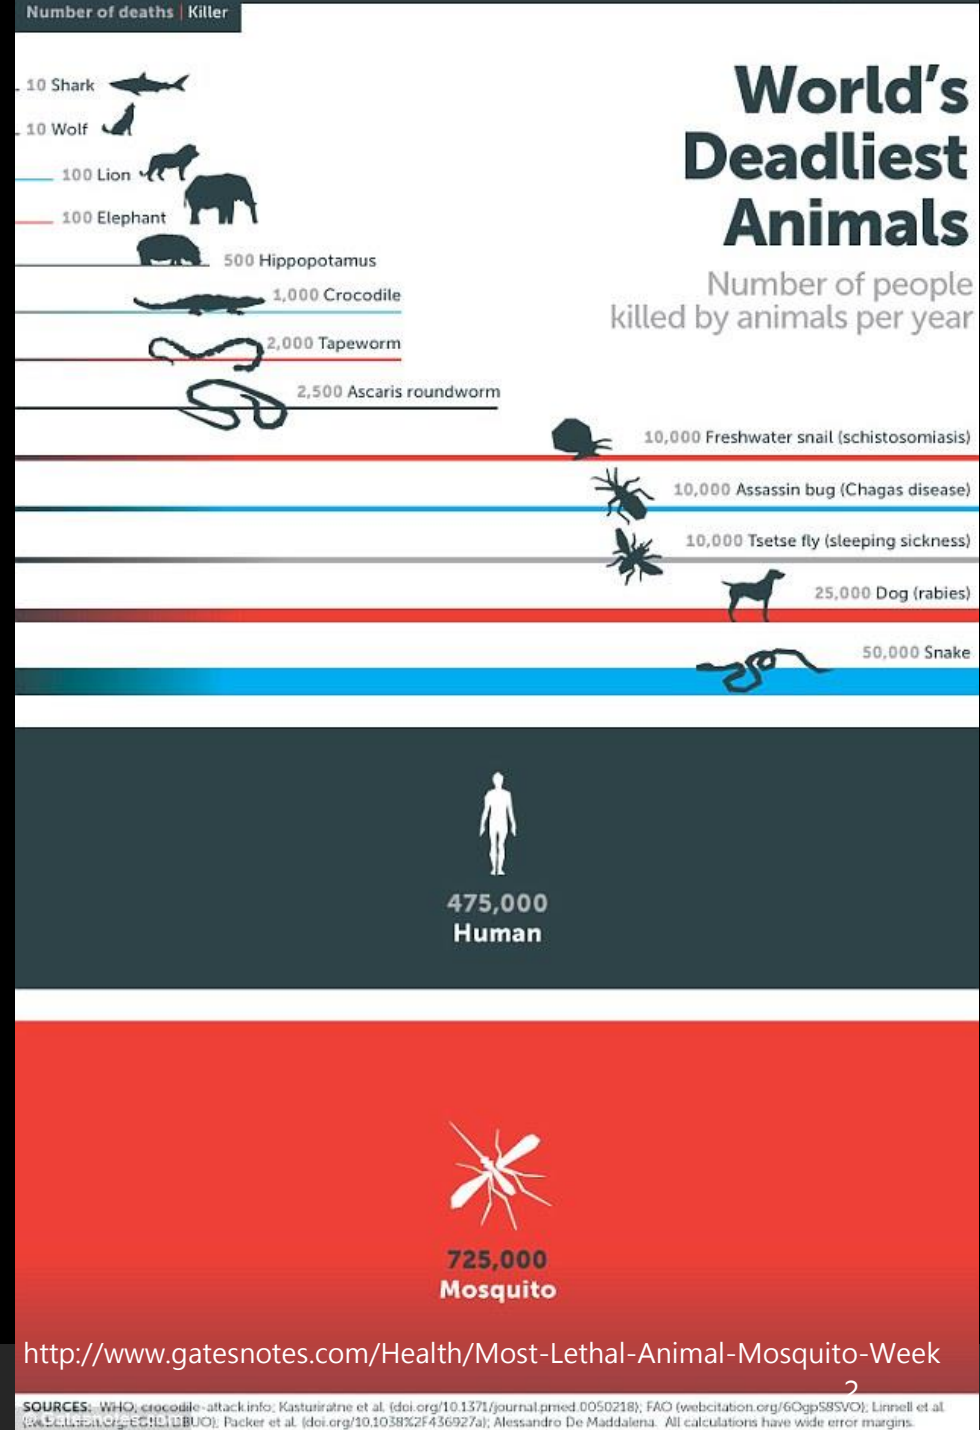 Number of deaths | Killer
10 Shark
10 Wolf
100 Lion
100 Elephant
500 Hippopotamus
1,000 Crocodile
2,000 Tapeworm
2,500 Ascaris roundworm
World's
Deadliest
Animals
Number of people
killed by animals per year
10,000 Freshwater snail (schistosomiasis)
10,000 Assassin bug (Chagas disease)
10,000 Tsetse fly (sleeping sickness)
25,000 Dog (rabies)
50,000 Snake
475,000
Human
725,000
Mosquito
http://www.gatesnotes.com/Health/Most-Lethal-Animal-Mosquito-Week
2
SOURCES: WHO; crocodile-attack.info; Kasturiratne et al. (doi.org/10.1371/journal.pmed.0050218); FAO (webcitation.org/6OgpS8SVO); Linnell et al.
Packer et al. (doi.org/10.1038%2F436927a); Alessandro De Maddalena. All calculations have wide error margins.